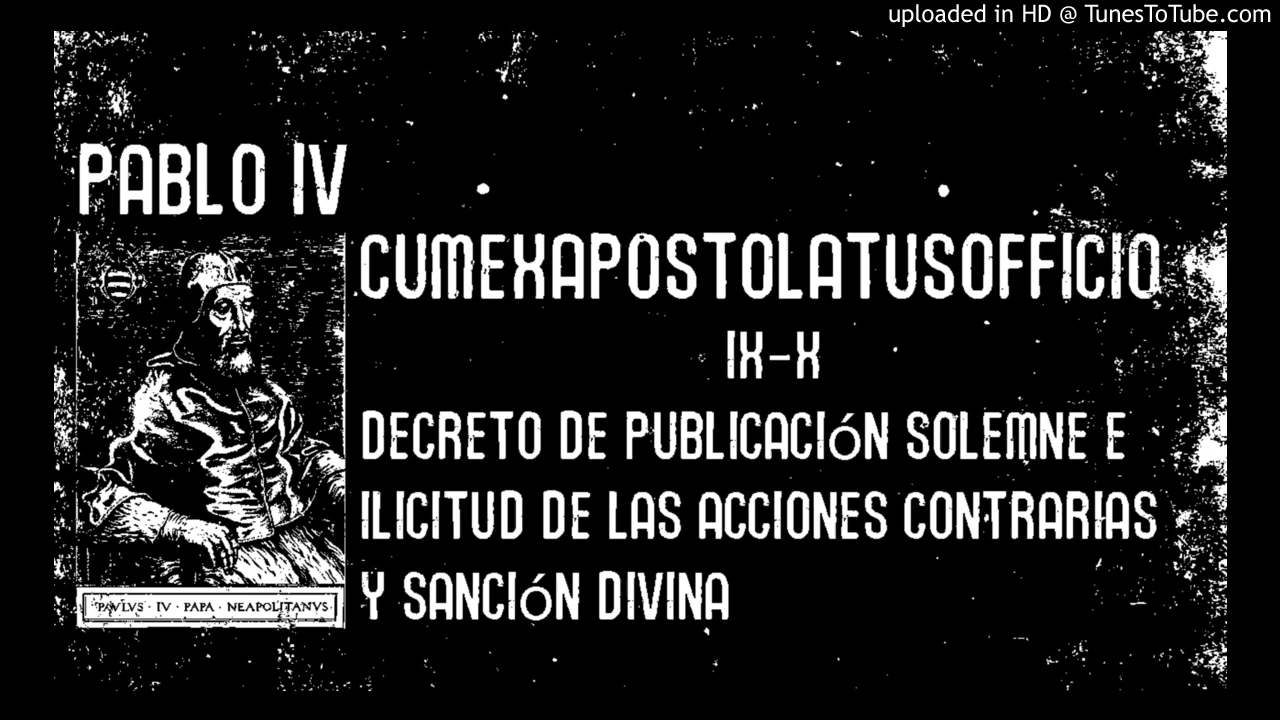 uploaded in HD @ TunesToTube.com
PABLO IV
CUMEXAPOSTOLATUSOFFICIO
IX-X
DECRETO DE PUBLICACIÓN SOLEMNE E
ILICITUD DE LAS ACCIONES CONTRARIAS
Y SANCIÓN DIVINA
PAVLVS · IV · PAPA · NEAPOLITANVS